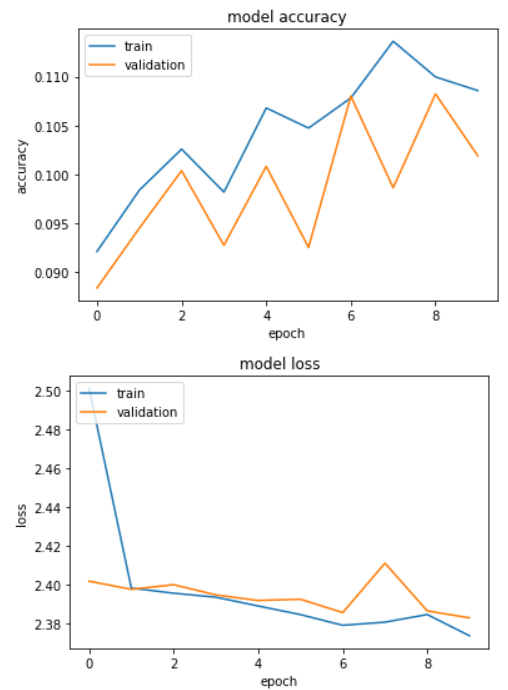 model accuracy
train
validation
0.110
0.105
0.100
0.095
0.090
accuracy
0 2 4 6 8
epoch
model loss
2.50
train
validation
2.48
2.46
2.44
2.42
2.40
2.38
loss
0 2 4 6 8
epoch